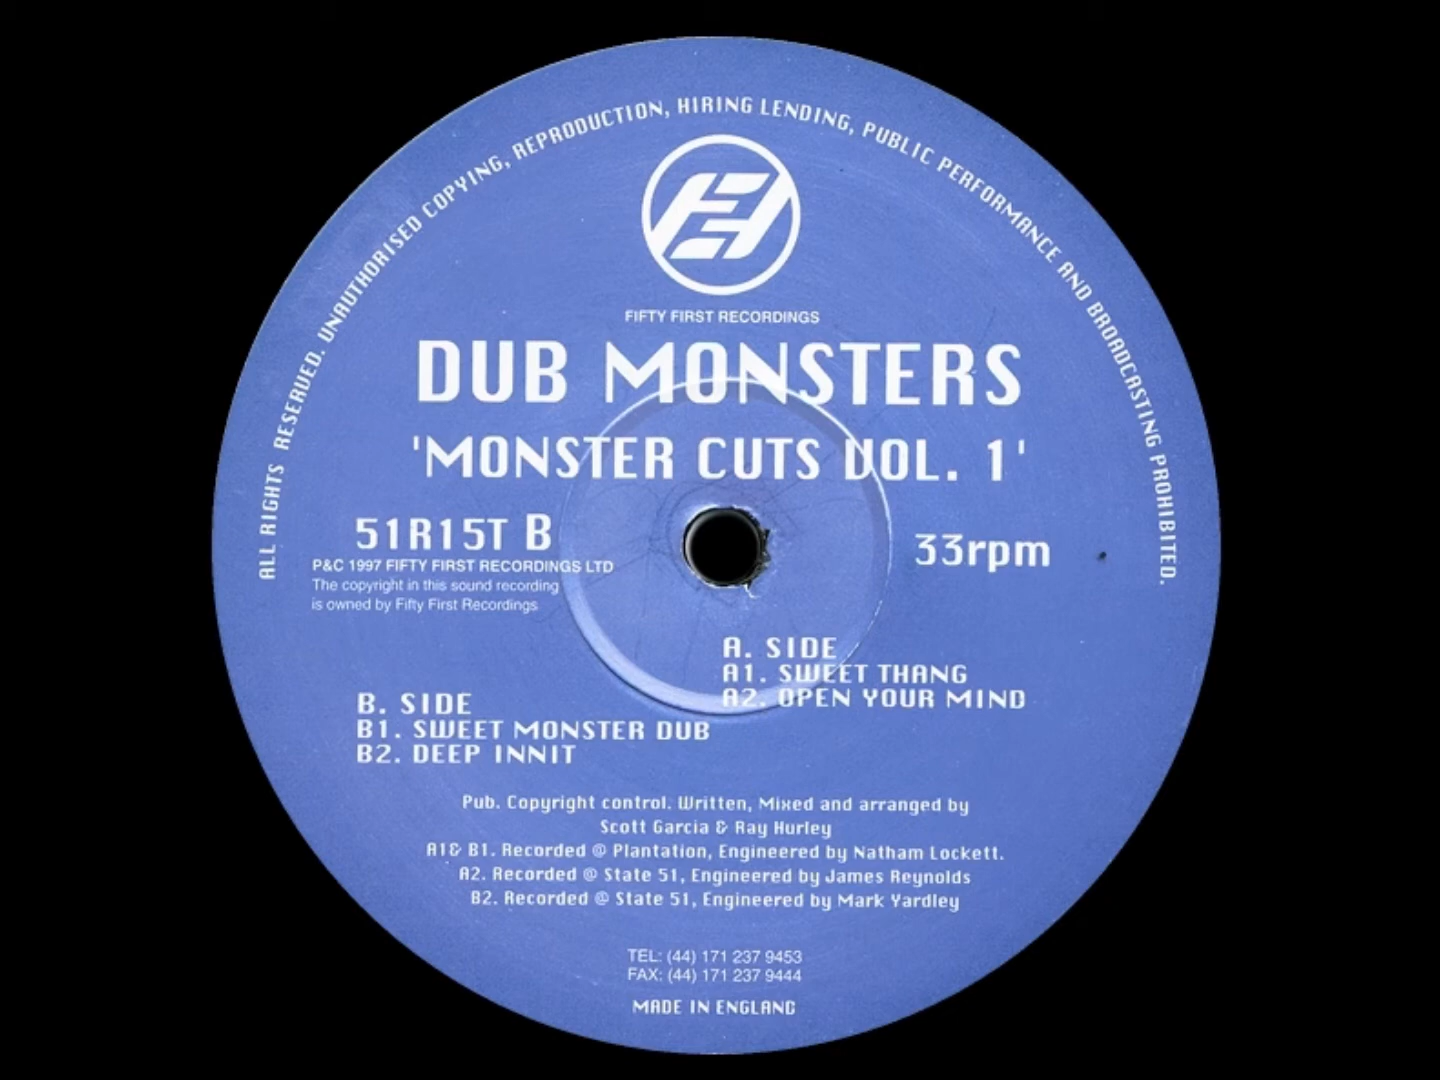 ALL RIGHTS RESERVED. UNAUTHORISED COPYING, REPRODUCTION, HIRING LENDING, PUBLIC PERFORMANCE AND BROADCASTING PROHIBITED.
FIFTY FIRST RECORDINGS
DUB MONSTERS
'MONSTER CUTS VOL. 1'
51R15T B
33rpm
P&C 1997 FIFTY FIRST RECORDINGS LTD
The copyright in this sound recording
is owned by Fifty First Recordings
A. SIDE
A1. SWEET THANG
A2. OPEN YOUR MIND
B. SIDE
B1. SWEET MONSTER DUB
B2. DEEP INNIT
Pub. Copyright control. Written, Mixed and arranged by
Scott Garcia & Ray Hurley
A1& B1. Recorded @ Plantation, Engineered by Natham Lockett.
A2. Recorded @ State 51, Engineered by James Reynolds
B2. Recorded @ State 51, Engineered by Mark Yardley
TEL: (44) 171 237 9453
FAX: (44) 171 237 9444
MADE IN ENGLAND